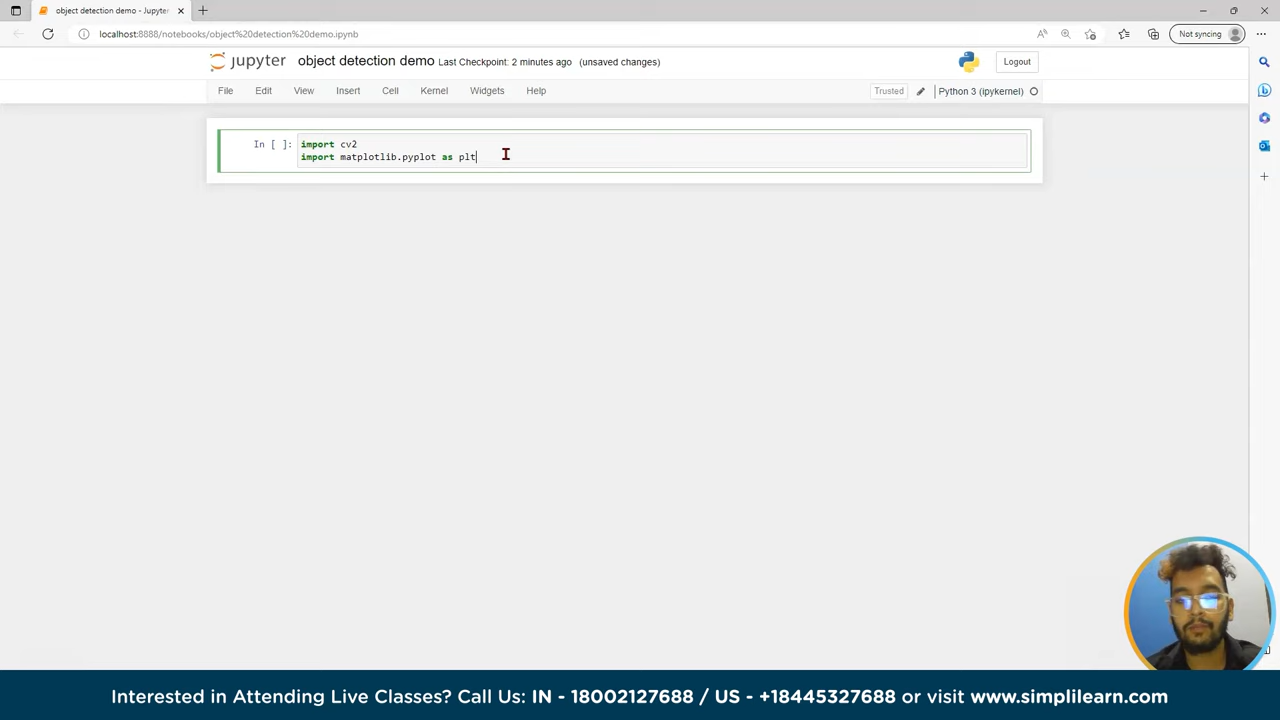 object detection demo - Jupyter
localhost:8888/notebooks/object%20detection%20demo.ipynb
Not syncing
jupyter object detection demo Last Checkpoint: 2 minutes ago (unsaved changes)
Logout
File Edit View Insert Cell Kernel Widgets Help
Trusted Python 3 (ipykernel)
In [ ]: import cv2
import matplotlib.pyplot as plt
Interested in Attending Live Classes? Call Us: IN - 18002127688 / US - +18445327688 or visit www.simplilearn.com